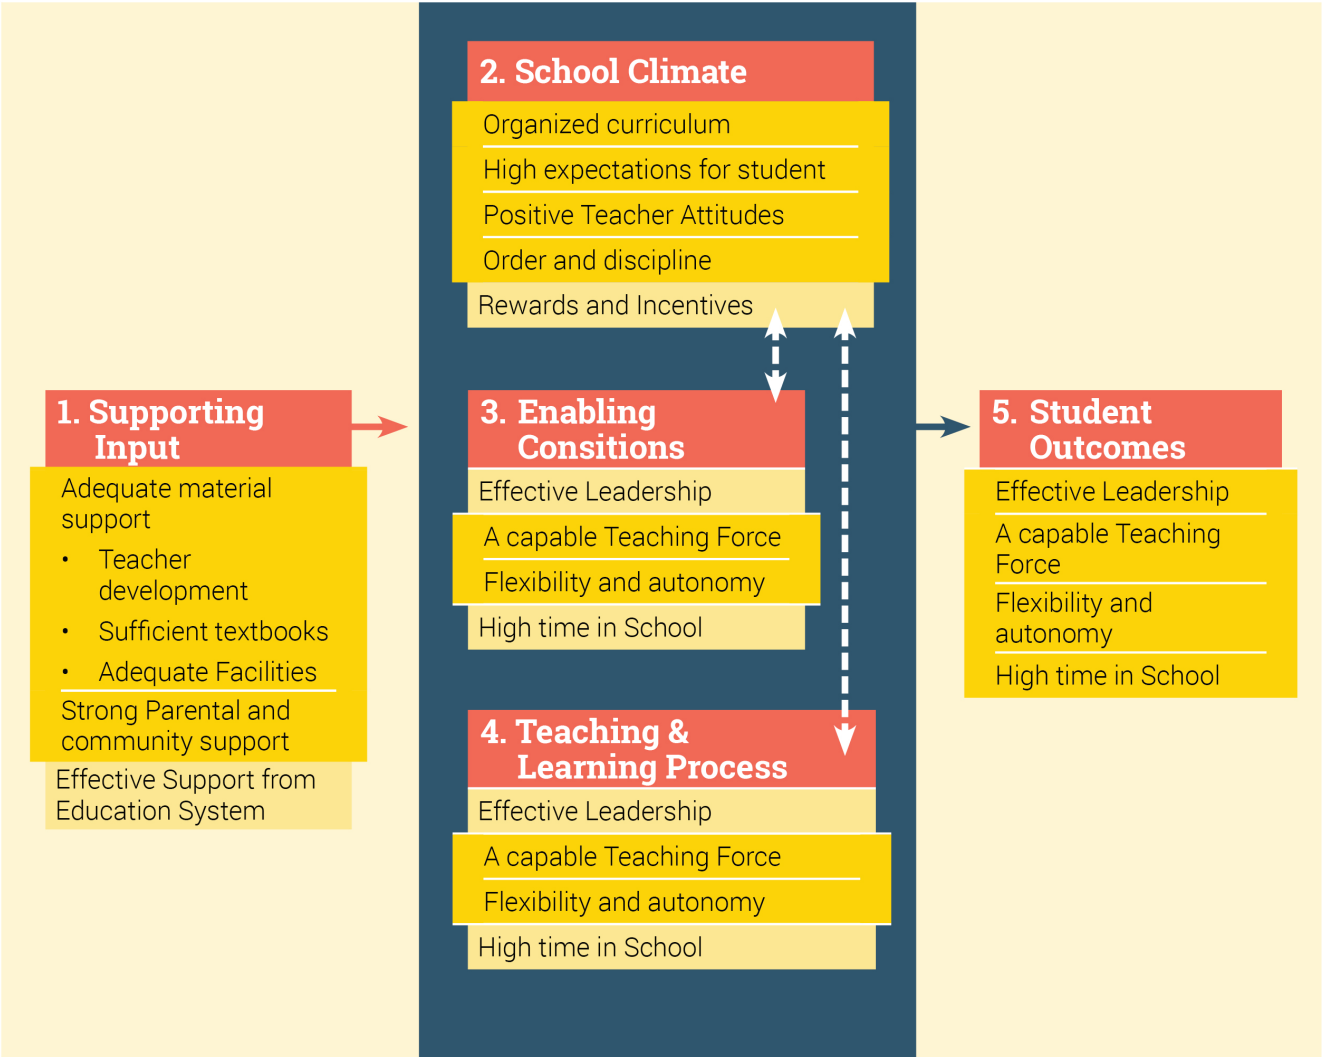 2. School Climate
Organized curriculum
High expectations for student
Positive Teacher Attitudes
Order and discipline
Rewards and Incentives
1. Supporting
Input
Adequate material
support
• Teacher
development
• Sufficient textbooks
• Adequate Facilities
Strong Parental and
community support
Effective Support from
Education System
3. Enabling
Consitions
Effective Leadership
A capable Teaching Force
Flexibility and autonomy
High time in School
4. Teaching &
Learning Process
Effective Leadership
A capable Teaching Force
Flexibility and autonomy
High time in School
5. Student
Outcomes
Effective Leadership
A capable Teaching
Force
Flexibility and
autonomy
High time in School